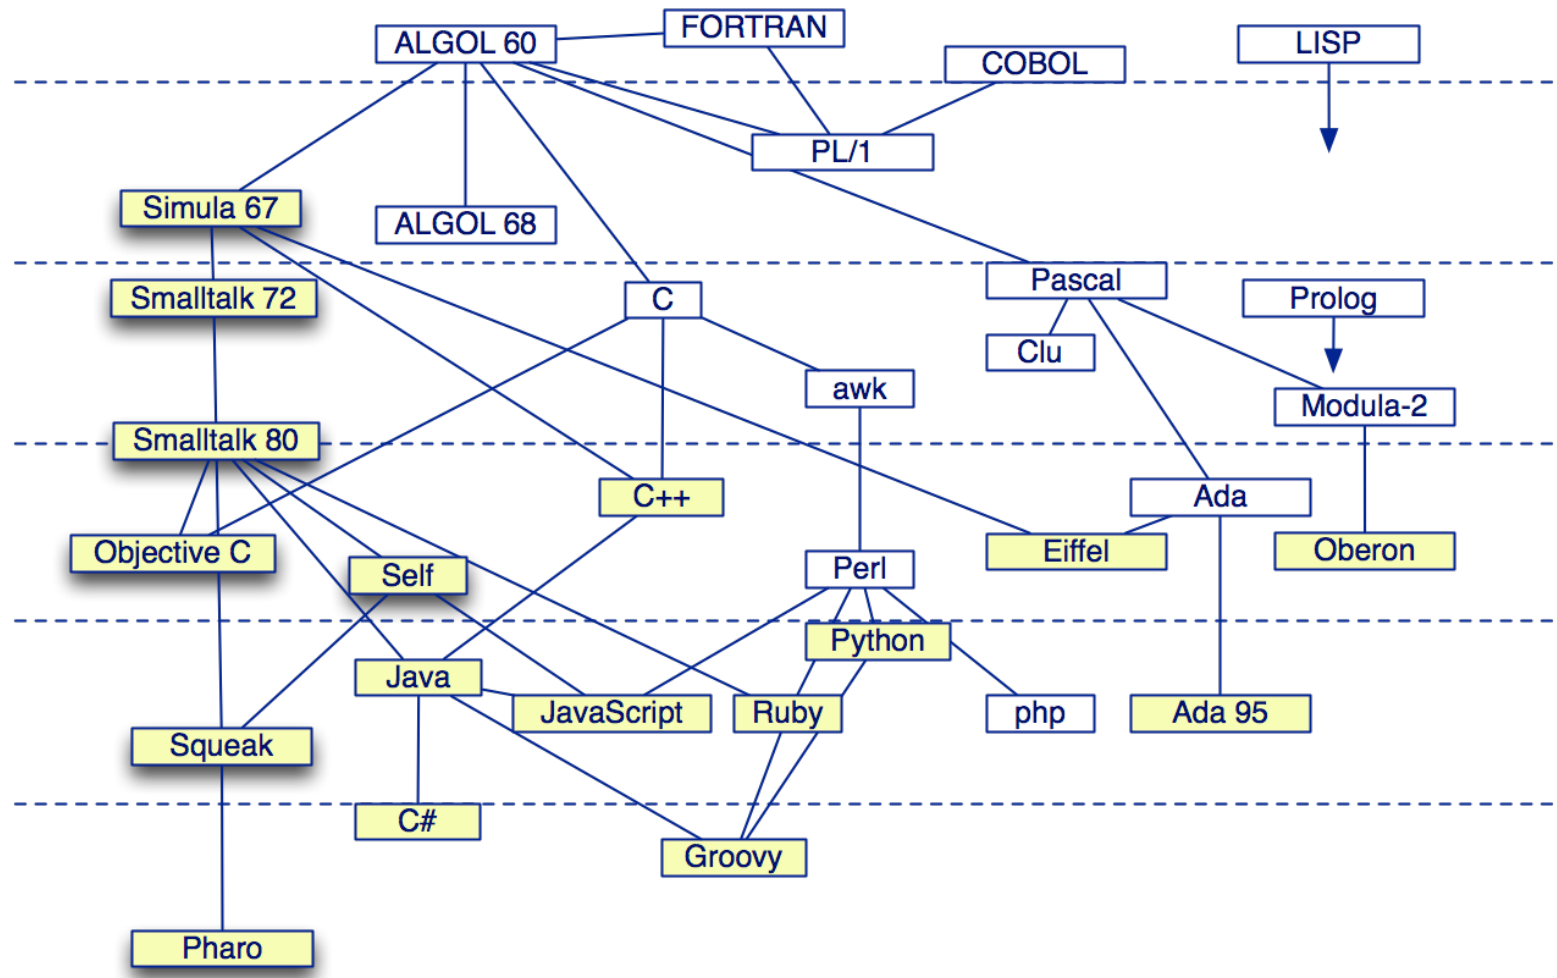 FORTRAN
ALGOL 60
LISP
COBOL
PL/1
Simula 67
ALGOL 68
Pascal
Smalltalk 72
C
Prolog
Clu
awk
Modula-2
Smalltalk 80
C++
Ada
Objective C
Eiffel
Oberon
Self
Perl
Python
Java
JavaScript
Ruby
php
Ada 95
Squeak
C#
Groovy
Pharo